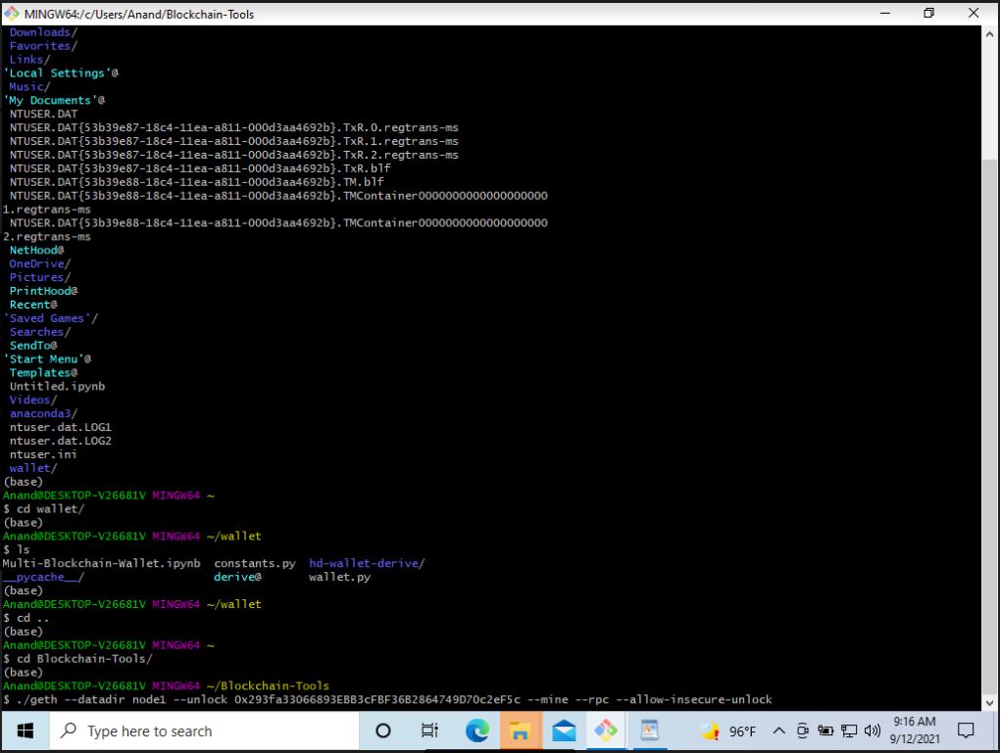 MINGW64:/c/Users/Anand/Blockchain-Tools
Downloads/
Favorites/
Links/
'Local Settings'@
Music/
'My Documents'@
NTUSER.DAT
NTUSER.DAT{53b39e87-18c4-11ea-a811-000d3aa4692b}.TxR.0.regtrans-ms
NTUSER.DAT{53b39e87-18c4-11ea-a811-000d3aa4692b}.TxR.1.regtrans-ms
NTUSER.DAT{53b39e87-18c4-11ea-a811-000d3aa4692b}.TxR.2.regtrans-ms
NTUSER.DAT{53b39e87-18c4-11ea-a811-000d3aa4692b}.TxR.blf
NTUSER.DAT{53b39e88-18c4-11ea-a811-000d3aa4692b}.TM.blf
NTUSER.DAT{53b39e88-18c4-11ea-a811-000d3aa4692b}.TMContainer0000000000000000000
1.regtrans-ms
NTUSER.DAT{53b39e88-18c4-11ea-a811-000d3aa4692b}.TMContainer0000000000000000000
2.regtrans-ms
NetHood@
OneDrive/
Pictures/
PrintHood@
Recent@
'Saved Games'/
Searches/
SendTo@
'Start Menu'@
Templates@
Untitled.ipynb
Videos/
anaconda3/
ntuser.dat.LOG1
ntuser.dat.LOG2
ntuser.ini
wallet/
(base)
Anand@DESKTOP-V26681V MINGW64 ~
$ cd wallet/
(base)
Anand@DESKTOP-V26681V MINGW64 ~/wallet
$ ls
Multi-Blockchain-Wallet.ipynb constants.py hd-wallet-derive/
__pycache__/ derive@ wallet.py
(base)
Anand@DESKTOP-V26681V MINGW64 ~/wallet
$ cd ..
(base)
Anand@DESKTOP-V26681V MINGW64 ~
$ cd Blockchain-Tools/
(base)
Anand@DESKTOP-V26681V MINGW64 ~/Blockchain-Tools
$ ./geth --datadir node1 --unlock 0x293fa33066893EBB3cFBF36B2864749D70c2eF5c --mine --rpc --allow-insecure-unlock
Type here to search
96°F
9:16 AM
9/12/2021